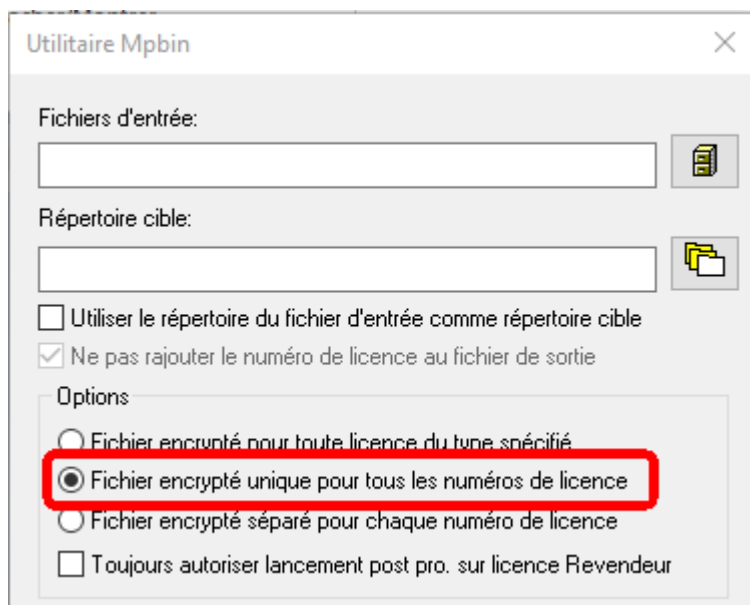 Utilitaire Mpbin
Fichiers d'entrée:
Répertoire cible:
Utiliser le répertoire du fichier d'entrée comme répertoire cible
Ne pas rajouter le numéro de licence au fichier de sortie
Options
Fichier encrypté pour toute licence du type spécifié
Fichier encrypté unique pour tous les numéros de licence
Fichier encrypté séparé pour chaque numéro de licence
Toujours autoriser lancement post pro. sur licence Revendeur